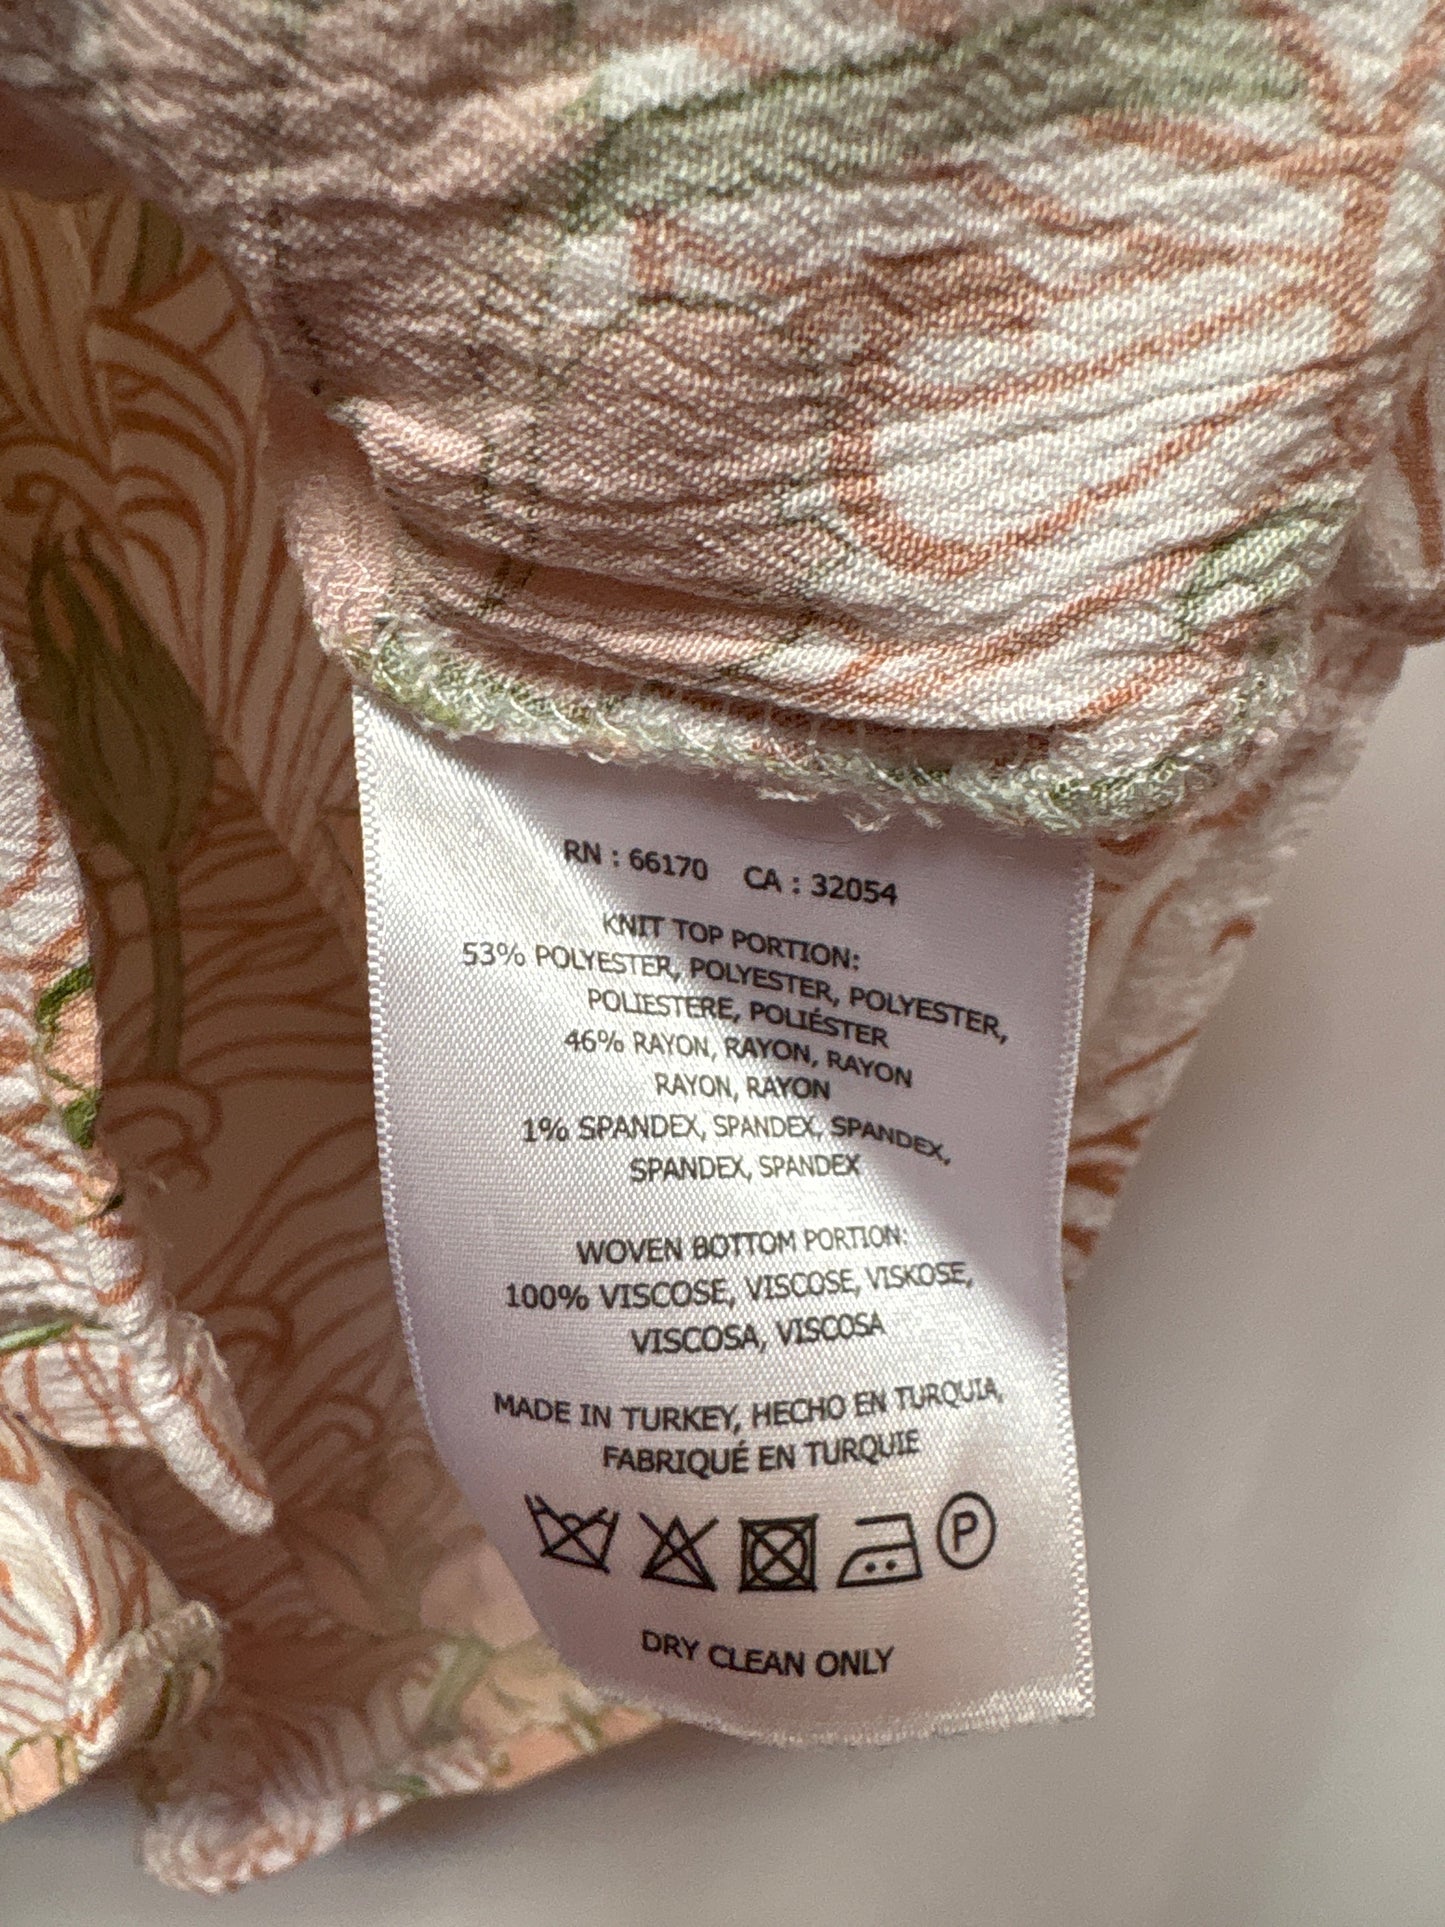 RN : 66170 CA : 32054
KNIT TOP PORTION:
53% POLYESTER, POLYESTER, POLYESTER,
POLIESTERE, POLIÉSTER
46% RAYON, RAYON, RAYON
RAYON, RAYON
1% SPANDEX, SPANDEX, SPANDEX,
SPANDEX, SPANDEX
WOVEN BOTTOM PORTION:
100% VISCOSE, VISCOSE, VISKOSE,
VISCOSA, VISCOSA
MADE IN TURKEY, HECHO EN TURQUIA,
FABRIQUÉ EN TURQUIE
P
DRY CLEAN ONLY